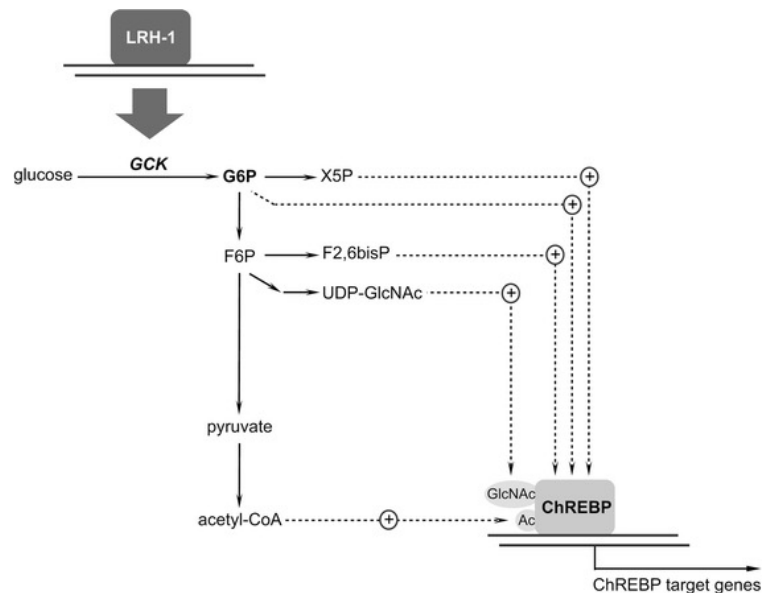 LRH-1
GCK
glucose
G6P
X5P
+
+
F6P
F2,6bisP
+
UDP-GlcNAc
+
pyruvate
GlcNAc
ChREBP
acetyl-CoA
+
Ac
ChREBP target genes